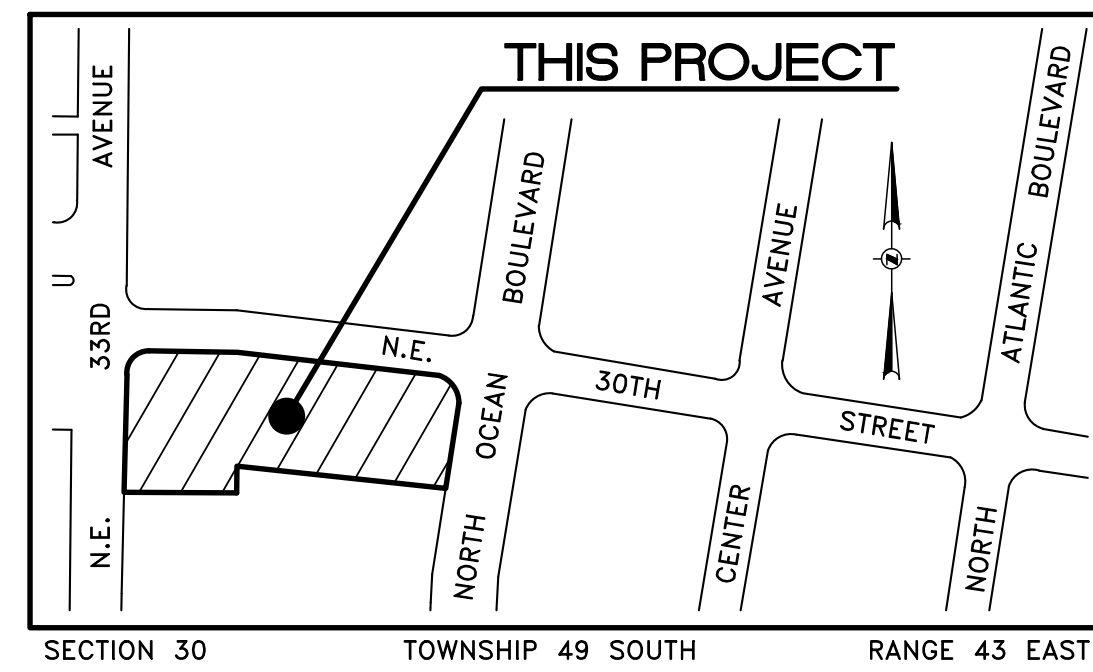 THIS PROJECT
N.E. 33RD AVENUE
NORTH OCEAN BOULEVARD
CENTER AVENUE
NORTH ATLANTIC BOULEVARD
N.E. 30TH STREET
SECTION 30 TOWNSHIP 49 SOUTH RANGE 43 EAST